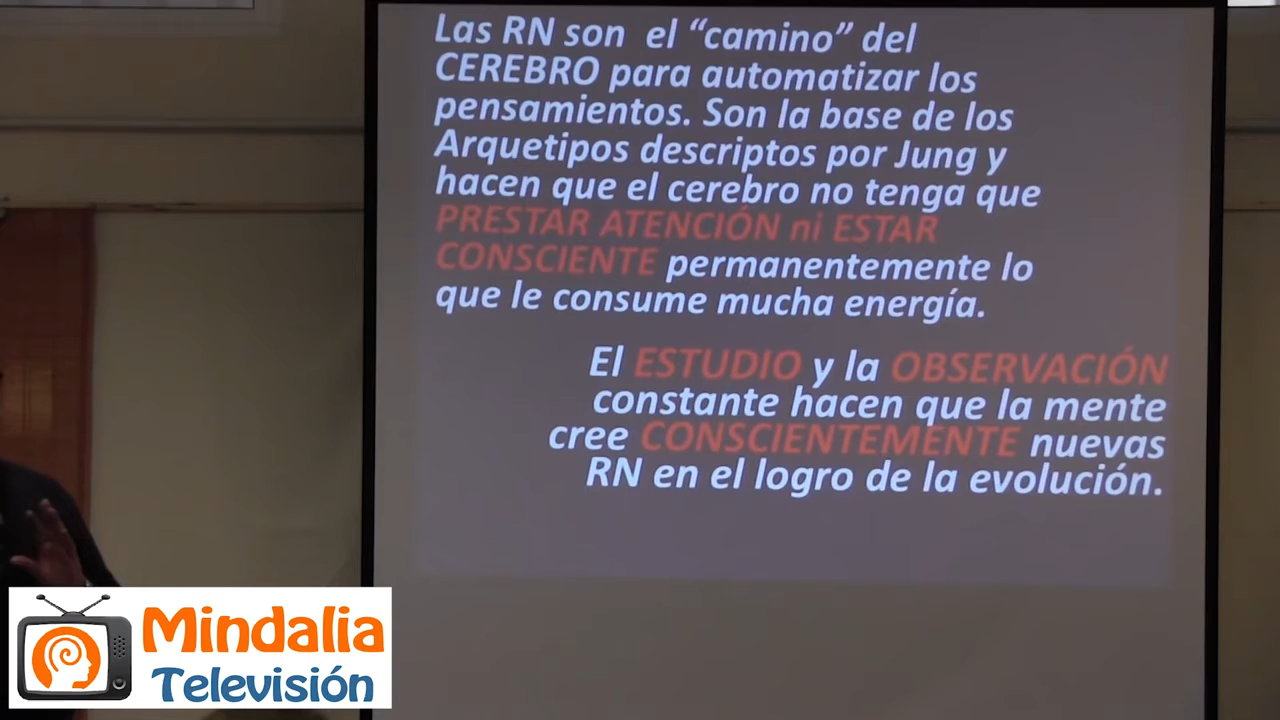 Las RN son el “camino” del
CEREBRO para automatizar los
pensamientos. Son la base de los
Arquetipos descriptos por Jung y
hacen que el cerebro no tenga que
PRESTAR ATENCIÓN ni ESTAR
CONSCIENTE permanentemente lo
que le consume mucha energía.
El ESTUDIO y la OBSERVACIÓN
constante hacen que la mente
cree CONSCIENTEMENTE nuevas
RN en el logro de la evolución.
Mindalia
Televisión